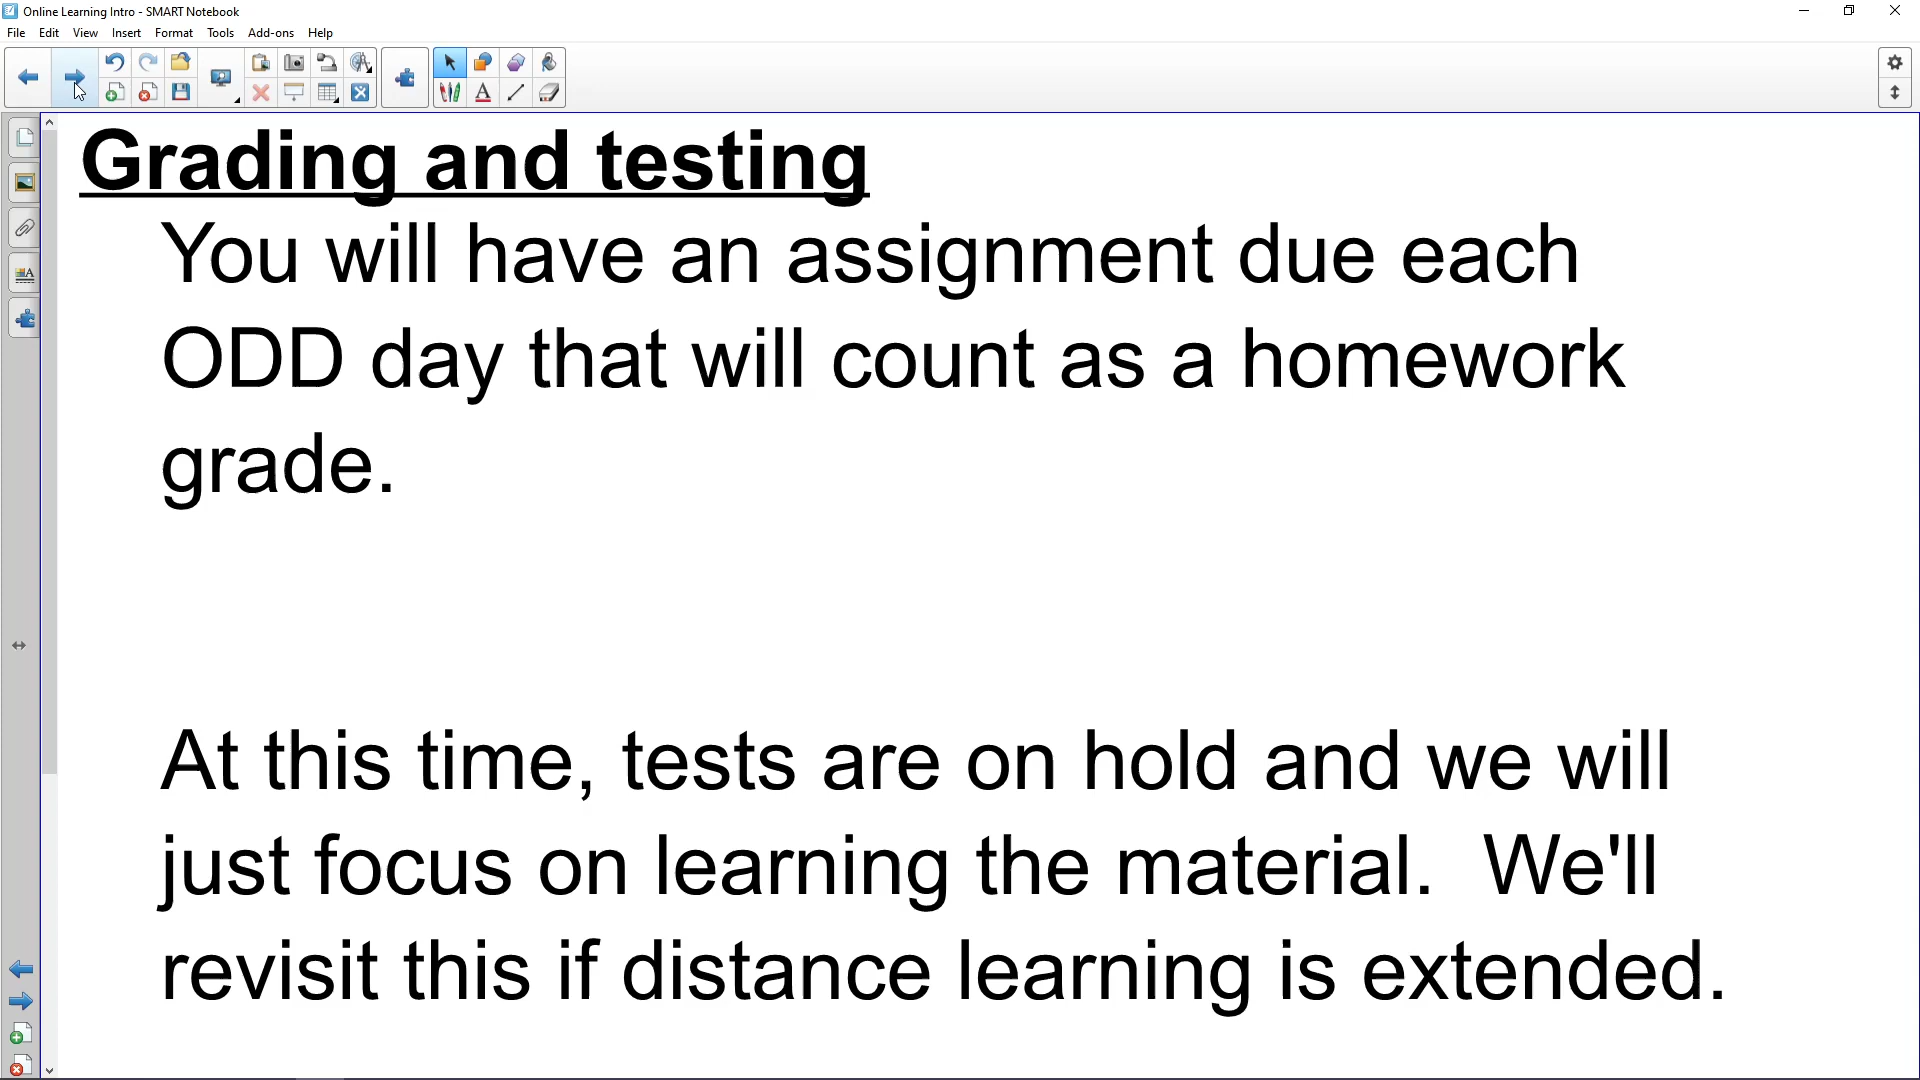 Online Learning Intro - SMART Notebook
File Edit View Insert Format Tools Add-ons Help
Grading and testing
You will have an assignment due each
ODD day that will count as a homework
grade.
At this time, tests are on hold and we will
just focus on learning the material. We'll
revisit this if distance learning is extended.